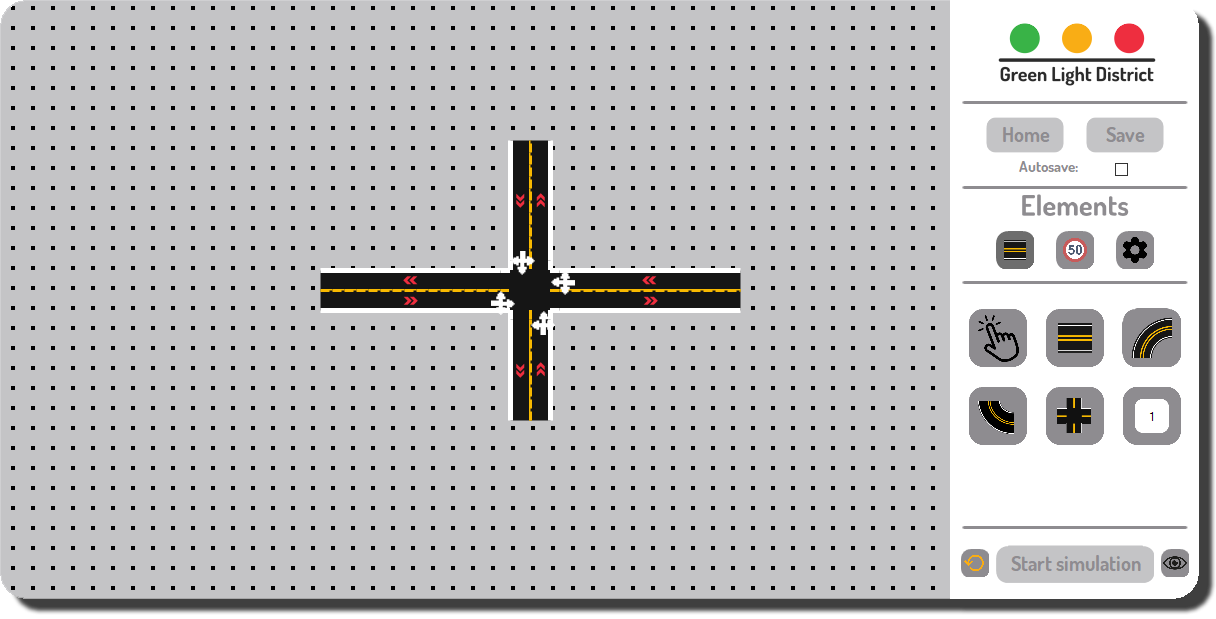 Green Light District
Home Save
Autosave:
Elements
50
1
Start simulation